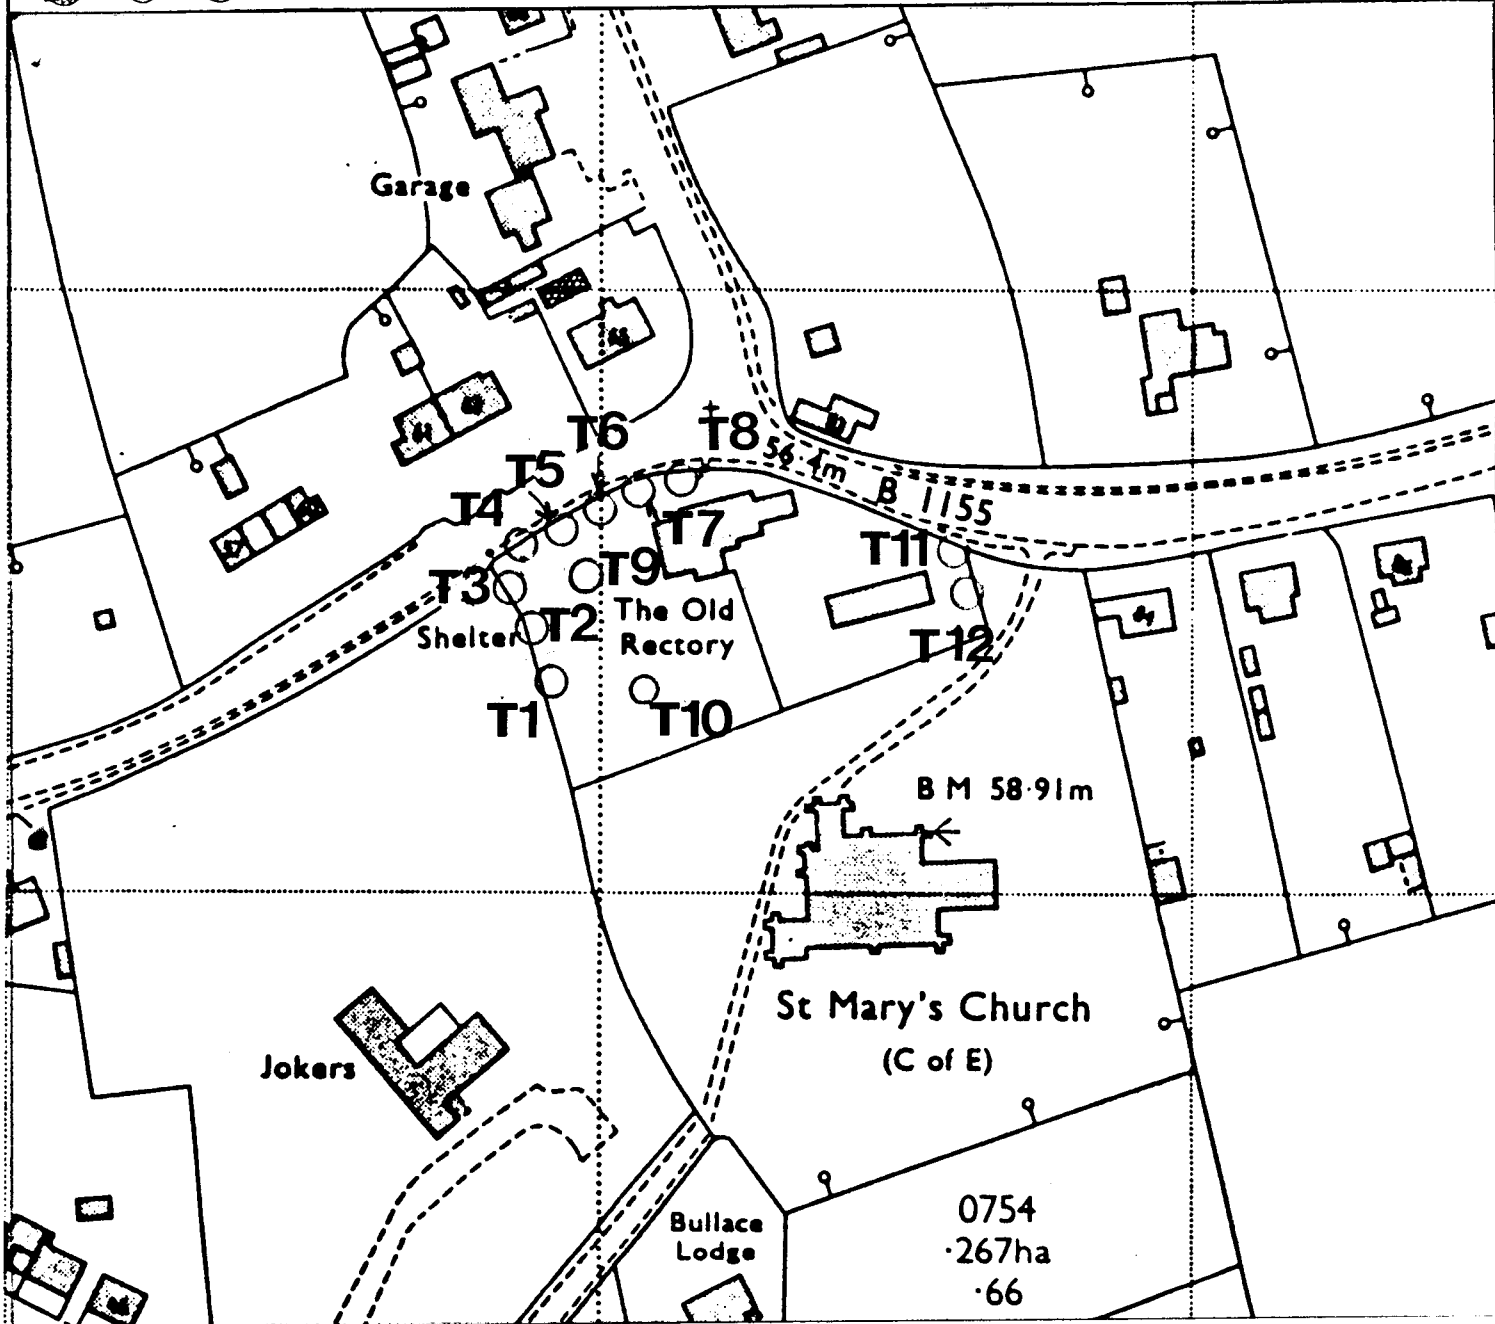 Garage
T6
T8
T5
56·4m
B 1155
T4
T7
T11
T9
T3
The Old
Rectory
T2
Shelter
T12
T1
T10
B M 58·91m
St Mary's Church
(C of E)
Jokers
Bullace
Lodge
0754
·267ha
·66